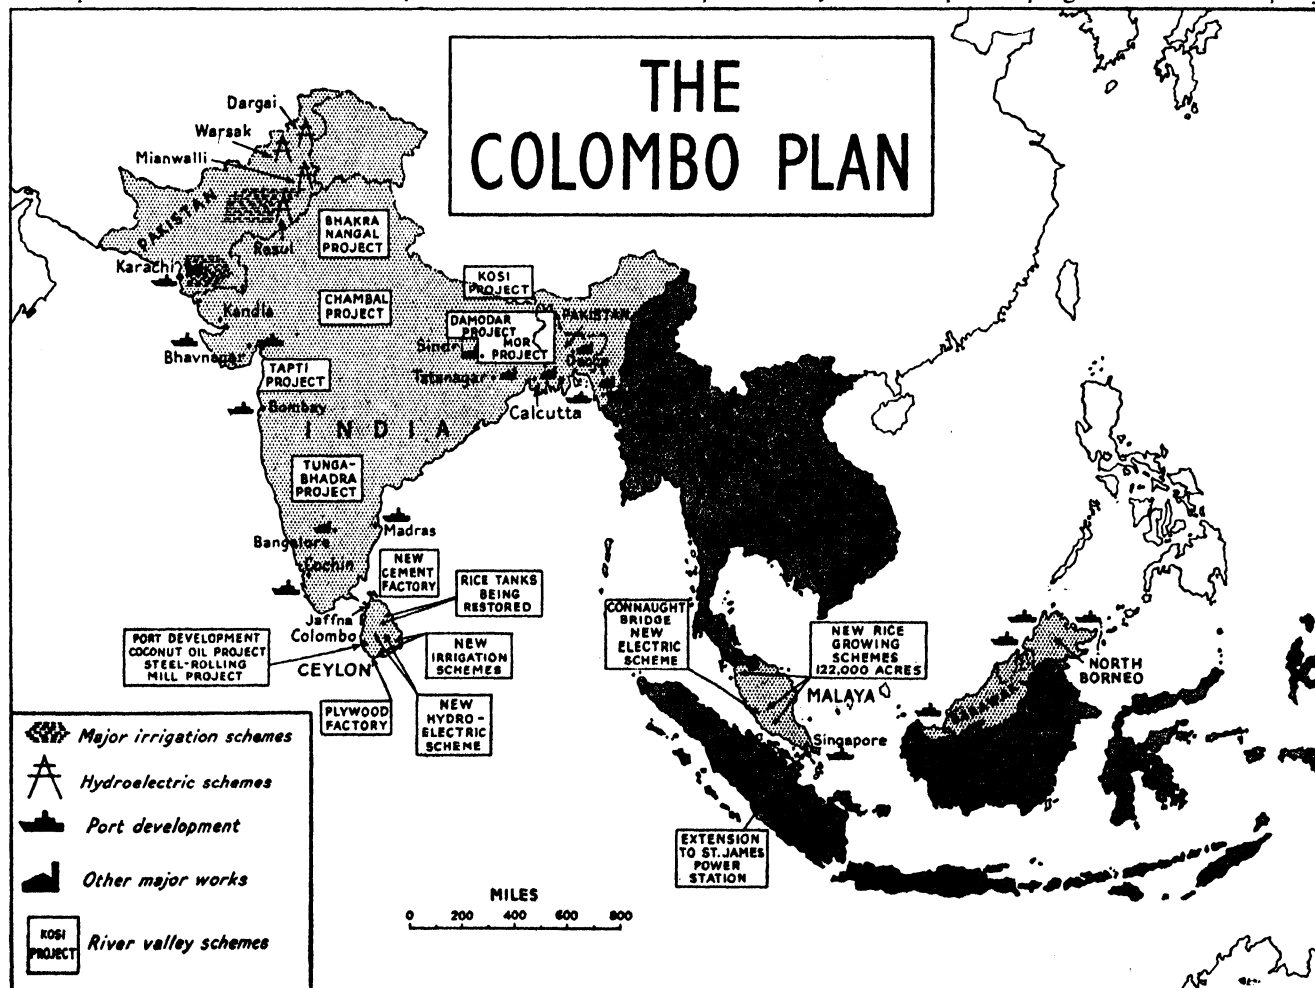 THE
COLOMBO PLAN
Dargai
Warsak
Mianwalli
PAKISTAN
Rasul
Karachi
BHAKRA
NANGAL
PROJECT
KOSI
PROJECT
CHAMBAL
PROJECT
Kandla
DAMODAR
PROJECT
MOR
PROJECT
PAKISTAN
Sindri
Dacca
Bhavnagar
TAPTI
PROJECT
Tatanagar
Calcutta
Bombay
INDIA
TUNGA-
BHADRA
PROJECT
Madras
Bangalore
Cochin
NEW
CEMENT
FACTORY
RICE TANKS
BEING
RESTORED
Jaffna
Colombo
CEYLON
PORT DEVELOPMENT
COCONUT OIL PROJECT
STEEL-ROLLING
MILL PROJECT
NEW
IRRIGATION
SCHEMES
PLYWOOD
FACTORY
NEW
HYDRO-
ELECTRIC
SCHEME
CONNAUGHT
BRIDGE
NEW
ELECTRIC
SCHEME
NEW RICE
GROWING
SCHEMES
122,000 ACRES
MALAYA
Singapore
NORTH
BORNEO
SARAWAK
EXTENSION
TO ST. JAMES
POWER
STATION
Major irrigation schemes
Hydroelectric schemes
Port development
Other major works
KOSI
PROJECT
River valley schemes
MILES
0 200 400 600 800